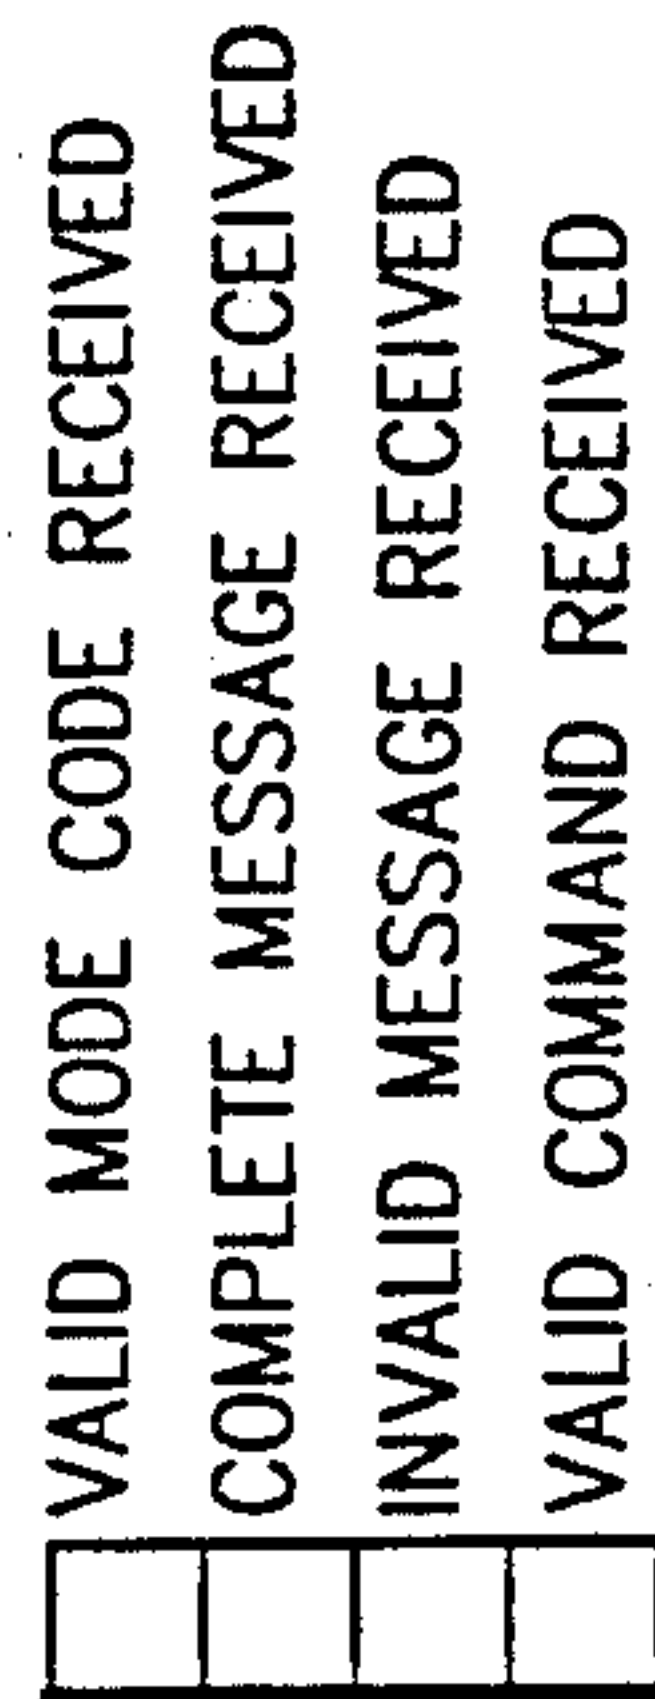 VALID MODE CODE RECEIVED
COMPLETE MESSAGE RECEIVED
INVALID MESSAGE RECEIVED
VALID COMMAND RECEIVED